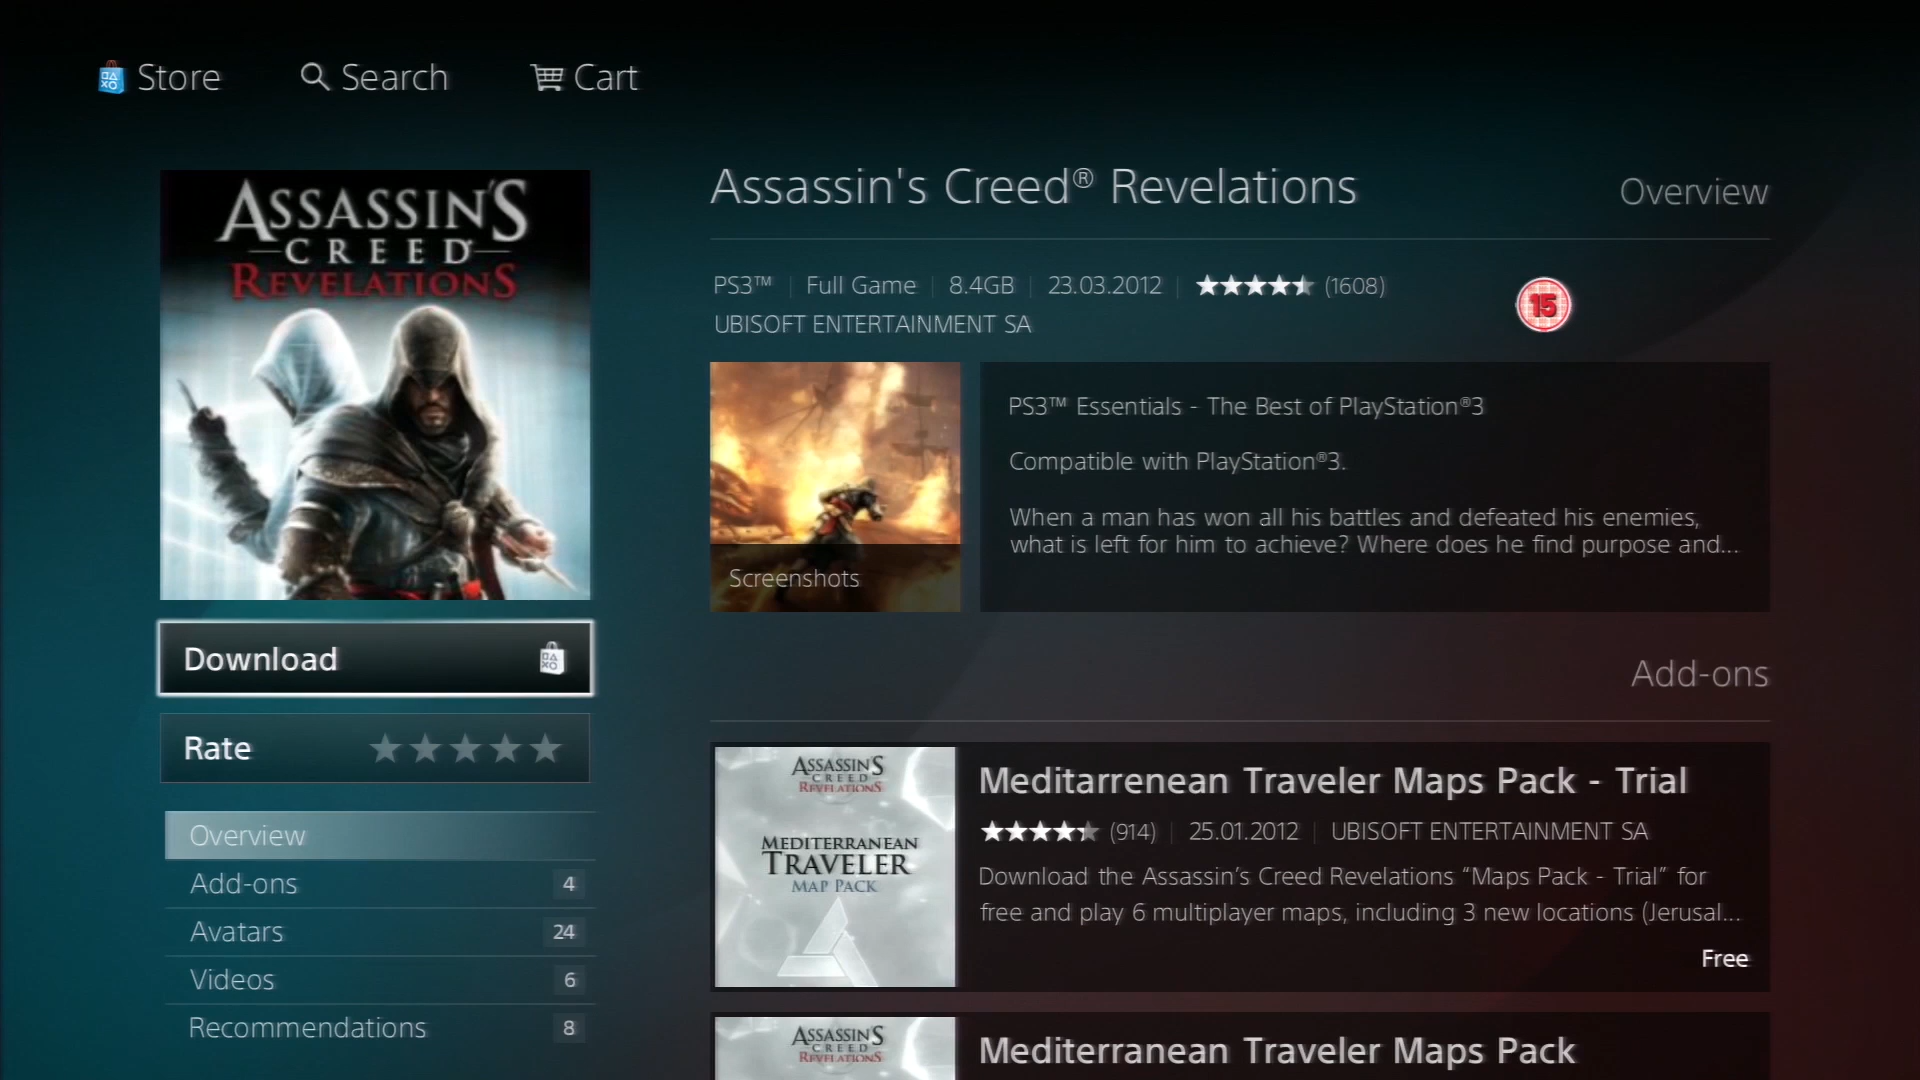 Store
Search
Cart
ASSASSIN'S
CREED
REVELATIONS
Assassin's Creed® Revelations
Overview
PS3™ | Full Game | 8.4GB | 23.03.2012 | (1608)
UBISOFT ENTERTAINMENT SA
15
PS3™ Essentials - The Best of PlayStation®3
Compatible with PlayStation®3.
When a man has won all his battles and defeated his enemies,
what is left for him to achieve? Where does he find purpose and...
Screenshots
Download
Rate
Overview
Add-ons 4
Avatars 24
Videos 6
Recommendations 8
Add-ons
ASSASSIN'S
CREED
REVELATIONS
MEDITERRANEAN
TRAVELER
MAP PACK
Meditarrenean Traveler Maps Pack - Trial
(914) | 25.01.2012 | UBISOFT ENTERTAINMENT SA
Download the Assassin’s Creed Revelations “Maps Pack - Trial” for
free and play 6 multiplayer maps, including 3 new locations (Jerusal...
Free
ASSASSIN'S
CREED
REVELATIONS
Mediterranean Traveler Maps Pack